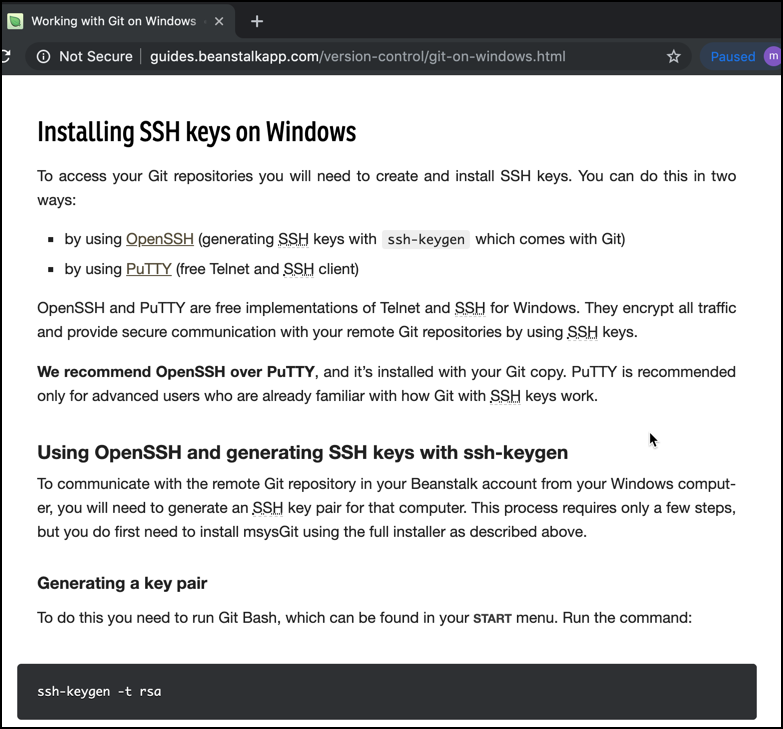 Working with Git on Windows
Not Secure guides.beanstalkapp.com/version-control/git-on-windows.html Paused m
Installing SSH keys on Windows
To access your Git repositories you will need to create and install SSH keys. You can do this in two
ways:
by using OpenSSH (generating SSH keys with ssh-keygen which comes with Git)
by using PuTTY (free Telnet and SSH client)
OpenSSH and PuTTY are free implementations of Telnet and SSH for Windows. They encrypt all traffic
and provide secure communication with your remote Git repositories by using SSH keys.
We recommend OpenSSH over PuTTY, and it’s installed with your Git copy. PuTTY is recommended
only for advanced users who are already familiar with how Git with SSH keys work.
Using OpenSSH and generating SSH keys with ssh-keygen
To communicate with the remote Git repository in your Beanstalk account from your Windows comput-
er, you will need to generate an SSH key pair for that computer. This process requires only a few steps,
but you do first need to install msysGit using the full installer as described above.
Generating a key pair
To do this you need to run Git Bash, which can be found in your START menu. Run the command:
ssh-keygen -t rsa